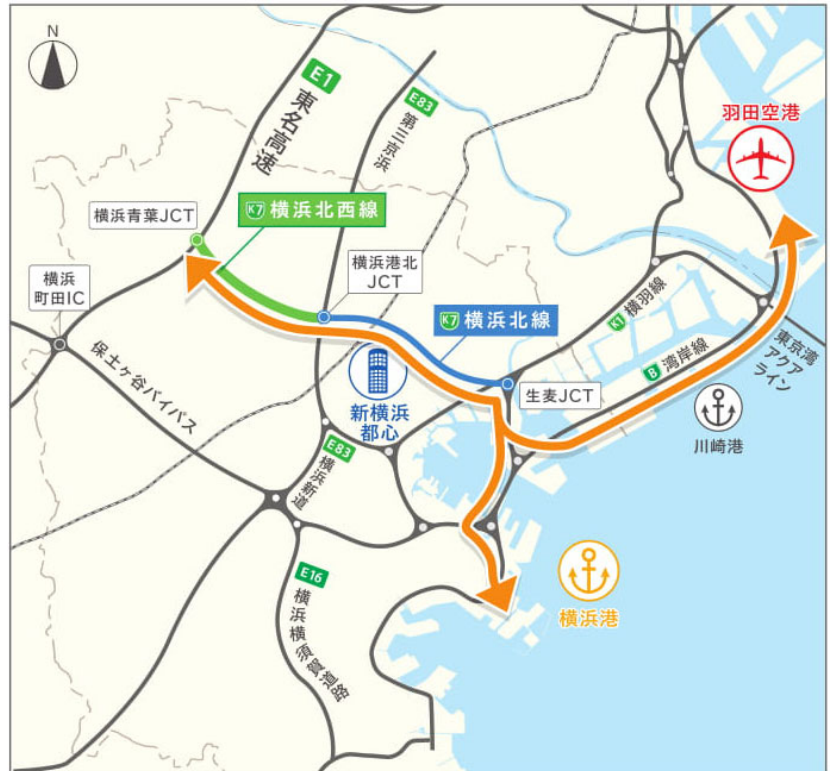 N
E1
東名高速
E83
第三京浜
羽田空港
横浜青葉JCT
K7 横浜北西線
横浜港北
JCT
横浜
町田IC
K7 横浜北線
K1
横羽線
B
湾岸線
東京湾
アクア
ライン
保土ヶ谷バイパス
新横浜
都心
生麦JCT
川崎港
E83
横浜新道
E16
横浜横須賀道路
横浜港